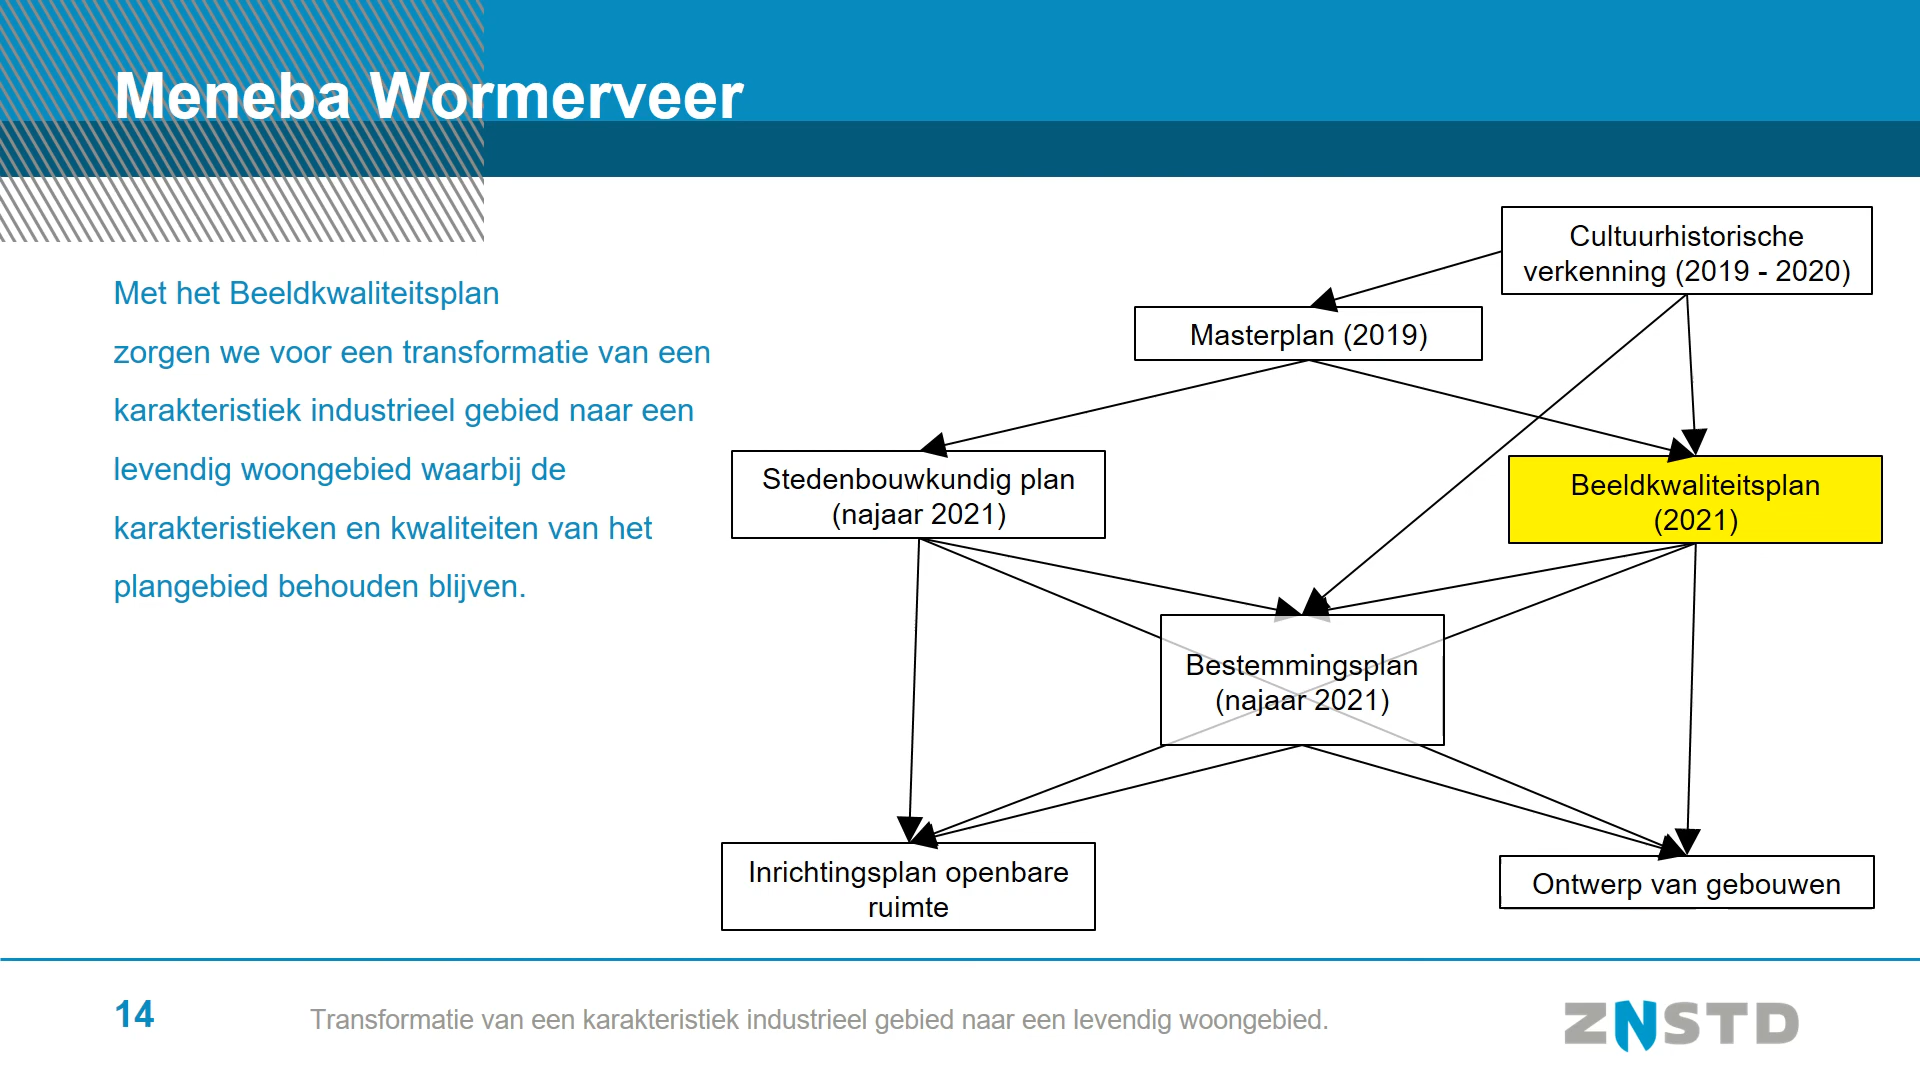 Meneba Wormerveer
Met het Beeldkwaliteitsplan
zorgen we voor een transformatie van een
karakteristiek industrieel gebied naar een
levendig woongebied waarbij de
karakteristieken en kwaliteiten van het
plangebied behouden blijven.
Cultuurhistorische
verkenning (2019 - 2020)
Masterplan (2019)
Stedenbouwkundig plan
(najaar 2021)
Beeldkwaliteitsplan
(2021)
Bestemmingsplan
(najaar 2021)
Inrichtingsplan openbare
ruimte
Ontwerp van gebouwen
14
Transformatie van een karakteristiek industrieel gebied naar een levendig woongebied.
ZNSTD